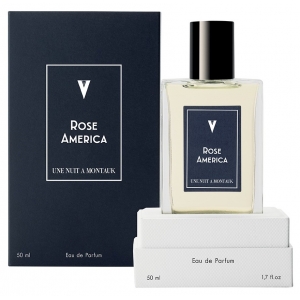 V
ROSE
AMERICA
UNE NUIT A MONTAUK
50 ml
Eau de Parfum
V
ROSE
AMERICA
UNE NUIT A MONTAUK
Eau de Parfum
50 ml
1,7 fl.oz